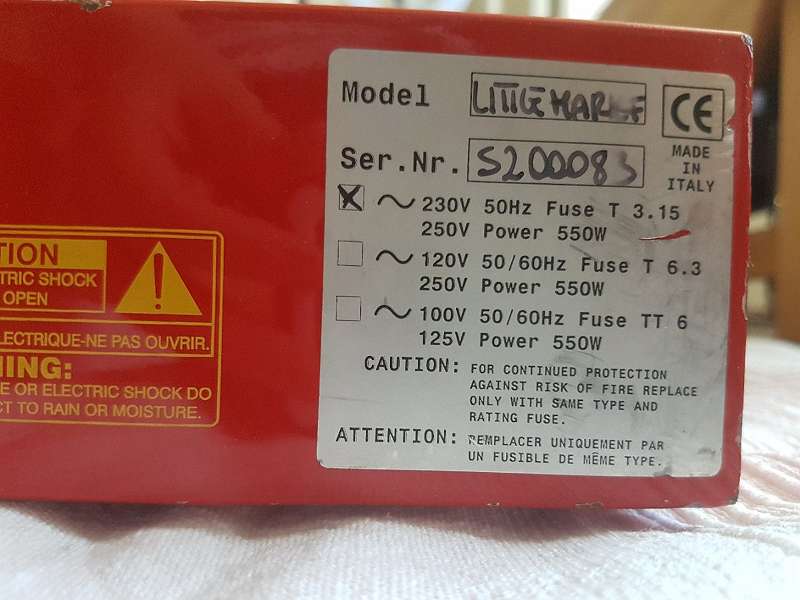 Model LITTLE MARK F
Ser.Nr. S200083
CE
MADE
IN
ITALY
X ~ 230V 50Hz Fuse T 3.15
250V Power 550W
~ 120V 50/60Hz Fuse T 6.3
250V Power 550W
~ 100V 50/60Hz Fuse TT 6
125V Power 550W
CAUTION: FOR CONTINUED PROTECTION
AGAINST RISK OF FIRE REPLACE
ONLY WITH SAME TYPE AND
RATING FUSE.
ATTENTION: REMPLACER UNIQUEMENT PAR
UN FUSIBLE DE MÊME TYPE.
TION
TRIC SHOCK
OPEN
LECTRIQUE-NE PAS OUVRIR.
NING:
E OR ELECTRIC SHOCK DO
CT TO RAIN OR MOISTURE.